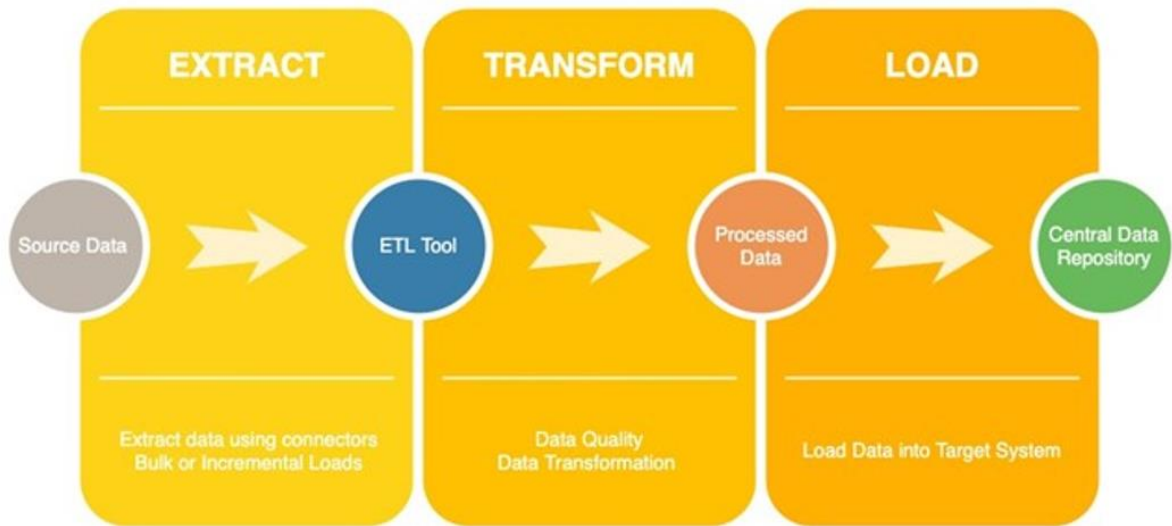 EXTRACT
TRANSFORM
LOAD
Source Data
ETL Tool
Processed
Data
Central Data
Repository
Extract data using connectors
Bulk or Incremental Loads
Data Quality
Data Transformation
Load Data into Target System